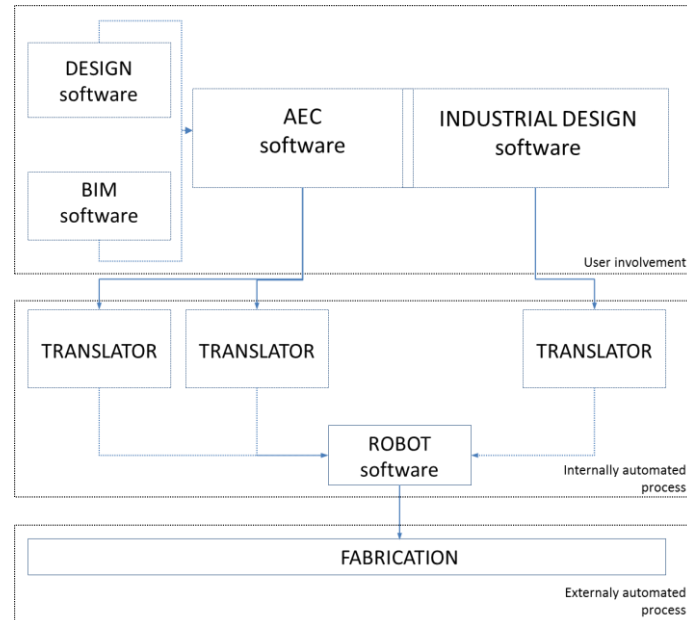 DESIGN
software
AEC
software
INDUSTRIAL DESIGN
software
BIM
software
User involvement
TRANSLATOR
TRANSLATOR
TRANSLATOR
ROBOT
software
Internally automated
process
FABRICATION
Externaly automated
process